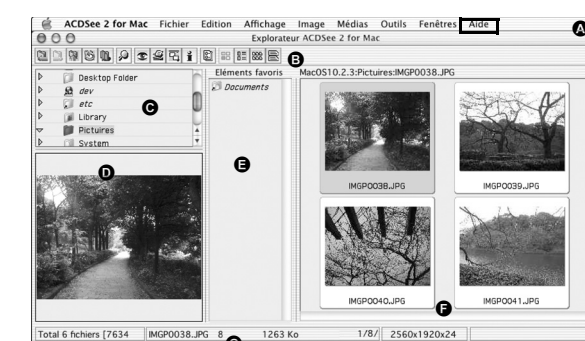 ACDSee 2 for Mac Fichier Edition Affichage Image Médias Outils Fenêtres Aide
A
Explorateur ACDSee 2 for Mac
B
Eléments favoris
MacOS10.2.3:Pictuires:IMGP0038.JPG
Desktop Folder
dev
etc
Library
Pictuires
System
C
Documents
D
E
IMGP0038.JPG
IMGP0039.JPG
IMGP0040.JPG
IMGP0041.JPG
F
Total 6 fichiers [7634
IMGP0038.JPG 8
1263 Ko
1/8/
2560x1920x24